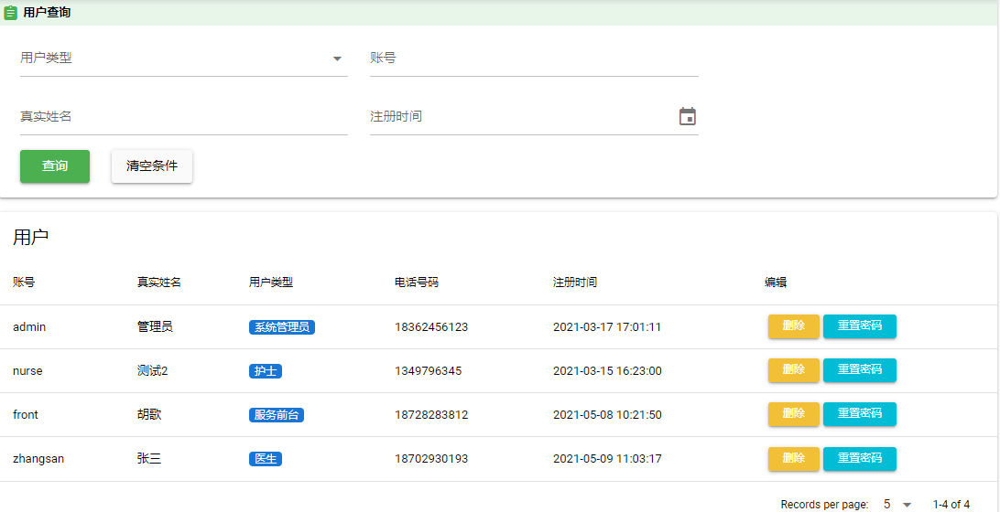 用户查询
用户类型 账号
真实姓名 注册时间
查询 清空条件
用户
账号 真实姓名 用户类型 电话号码 注册时间 编辑
admin 管理员 系统管理员 18362456123 2021-03-17 17:01:11 删除 重置密码
nurse 测试2 护士 1349796345 2021-03-15 16:23:00 删除 重置密码
front 胡歌 服务前台 18728283812 2021-05-08 10:21:50 删除 重置密码
zhangsan 张三 医生 18702930193 2021-05-09 11:03:17 删除 重置密码
Records per page: 5 1-4 of 4